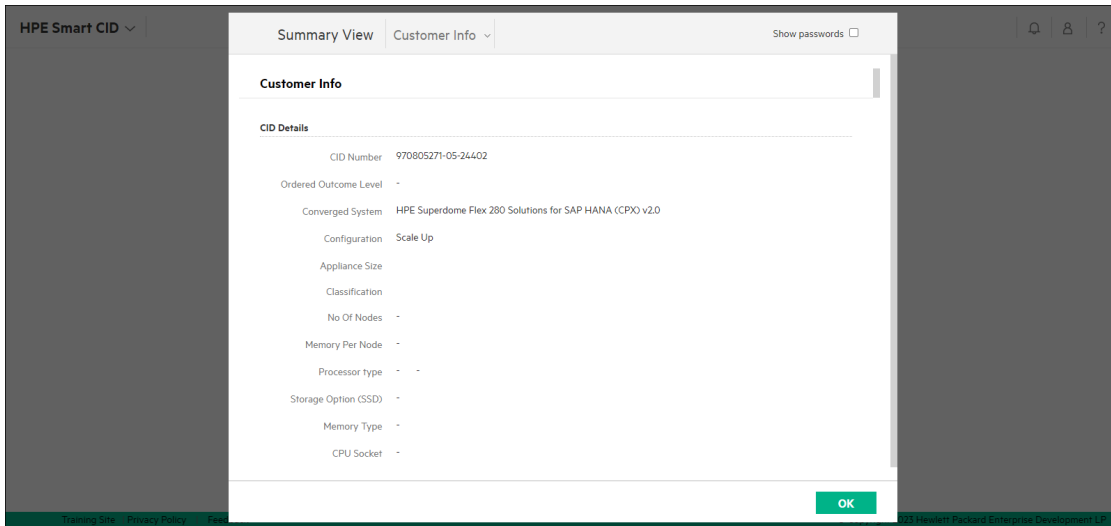 HPE Smart CID
Summary View Customer Info
Show passwords
?
Customer Info
CID Details
CID Number 970805271-05-24402
Ordered Outcome Level -
Converged System HPE Superdome Flex 280 Solutions for SAP HANA (CPX) v2.0
Configuration Scale Up
Appliance Size
Classification
No Of Nodes -
Memory Per Node -
Processor type - -
Storage Option (SSD) -
Memory Type -
CPU Socket -
OK
Training Site Privacy Policy Feed
023 Hewlett Packard Enterprise Development LP